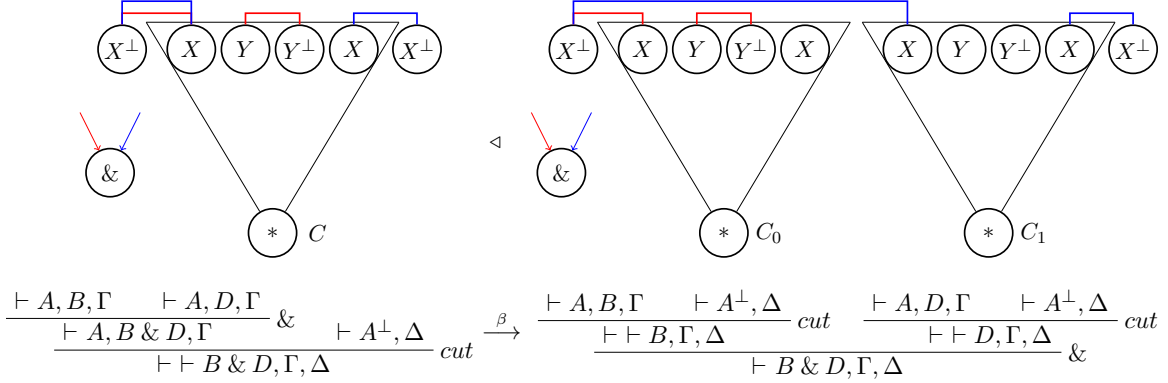 X⊥ X Y Y⊥ X X⊥ X⊥ X Y Y⊥ X X Y Y⊥ X X⊥
& ⊲ &
* C * C₀ * C₁
⊢ A, B, Γ ⊢ A, D, Γ ⊢ A, B, Γ ⊢ A⊥, Δ ⊢ A, D, Γ ⊢ A⊥, Δ
& β cut cut
⊢ A, B & D, Γ ⊢ A⊥, Δ → ⊢ ⊢ B, Γ, Δ ⊢ ⊢ D, Γ, Δ
cut &
⊢ ⊢ B & D, Γ, Δ ⊢ B & D, Γ, Δ